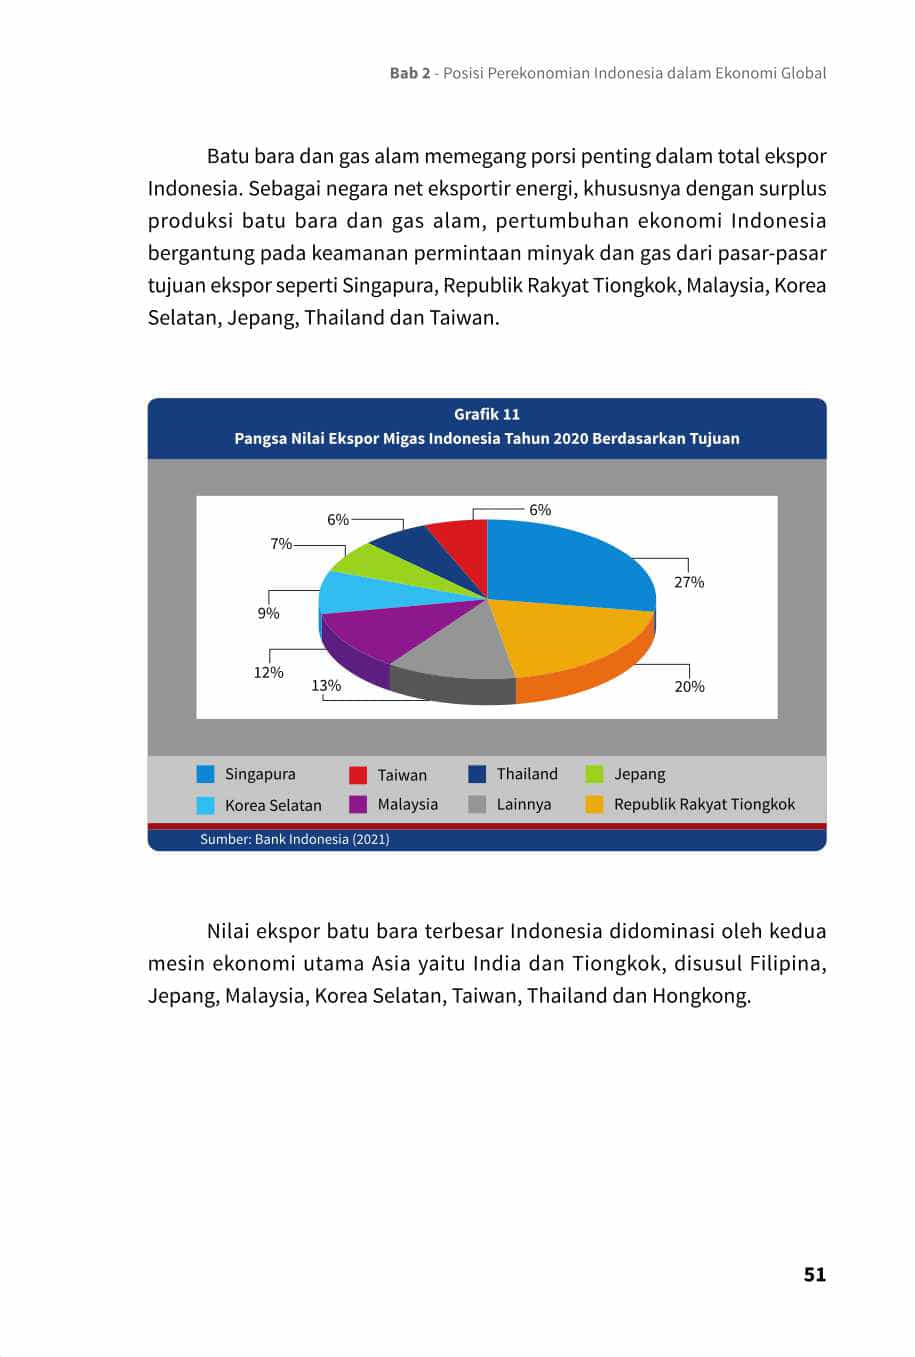 Bab 2 - Posisi Perekonomian Indonesia dalam Ekonomi Global
Batu bara dan gas alam memegang porsi penting dalam total ekspor
Indonesia. Sebagai negara net eksportir energi, khususnya dengan surplus
produksi batu bara dan gas alam, pertumbuhan ekonomi Indonesia
bergantung pada keamanan permintaan minyak dan gas dari pasar-pasar
tujuan ekspor seperti Singapura, Republik Rakyat Tiongkok, Malaysia, Korea
Selatan, Jepang, Thailand dan Taiwan.
Grafik 11
Pangsa Nilai Ekspor Migas Indonesia Tahun 2020 Berdasarkan Tujuan
6%
6%
7%
27%
9%
12%
13%
20%
Singapura
Taiwan
Thailand
Jepang
Korea Selatan
Malaysia
Lainnya
Republik Rakyat Tiongkok
Sumber: Bank Indonesia (2021)
Nilai ekspor batu bara terbesar Indonesia didominasi oleh kedua
mesin ekonomi utama Asia yaitu India dan Tiongkok, disusul Filipina,
Jepang, Malaysia, Korea Selatan, Taiwan, Thailand dan Hongkong.
51